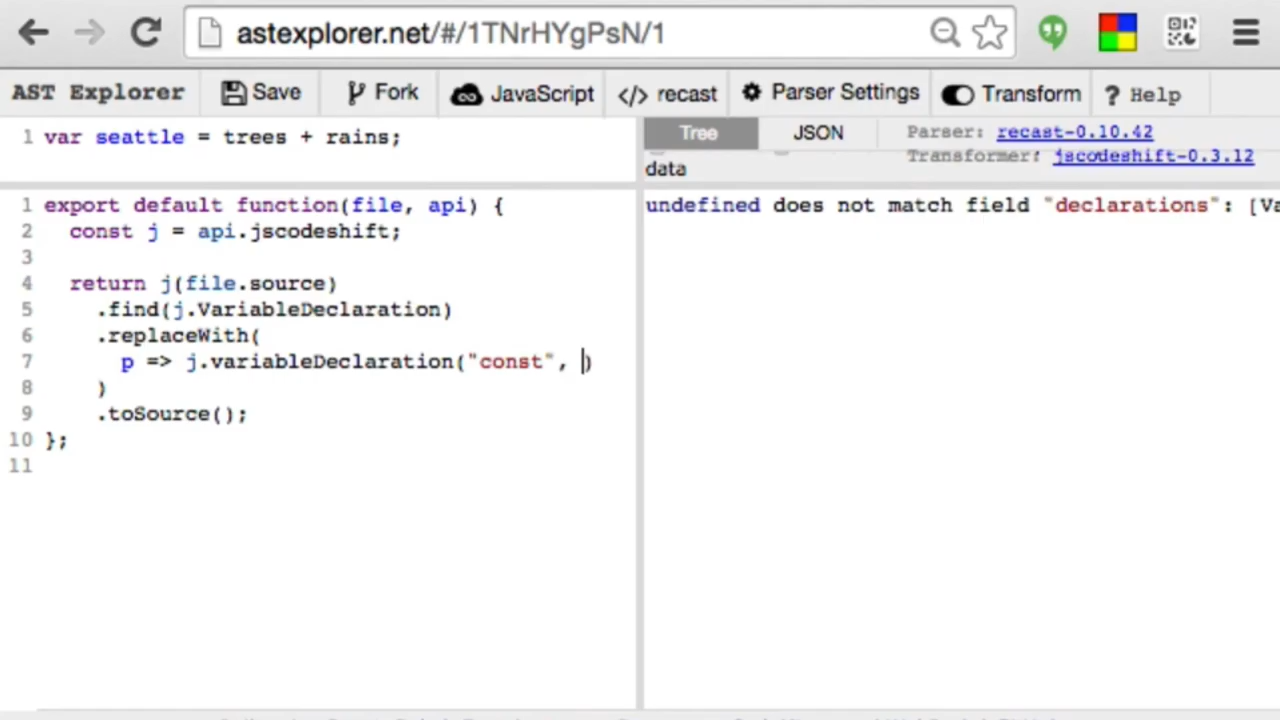 astexplorer.net/#/1TNrHYgPsN/1
AST Explorer Save Fork JavaScript </> recast Parser Settings Transform ? Help
1 var seattle = trees + rains;
Tree JSON Parser: recast-0.10.42
Transformer: jscodeshift-0.3.12
data
1 export default function(file, api) {
2 const j = api.jscodeshift;
3
4 return j(file.source)
5 .find(j.VariableDeclaration)
6 .replaceWith(
7 p => j.variableDeclaration("const", )
8 )
9 .toSource();
10 };
11
undefined does not match field "declarations": [Va